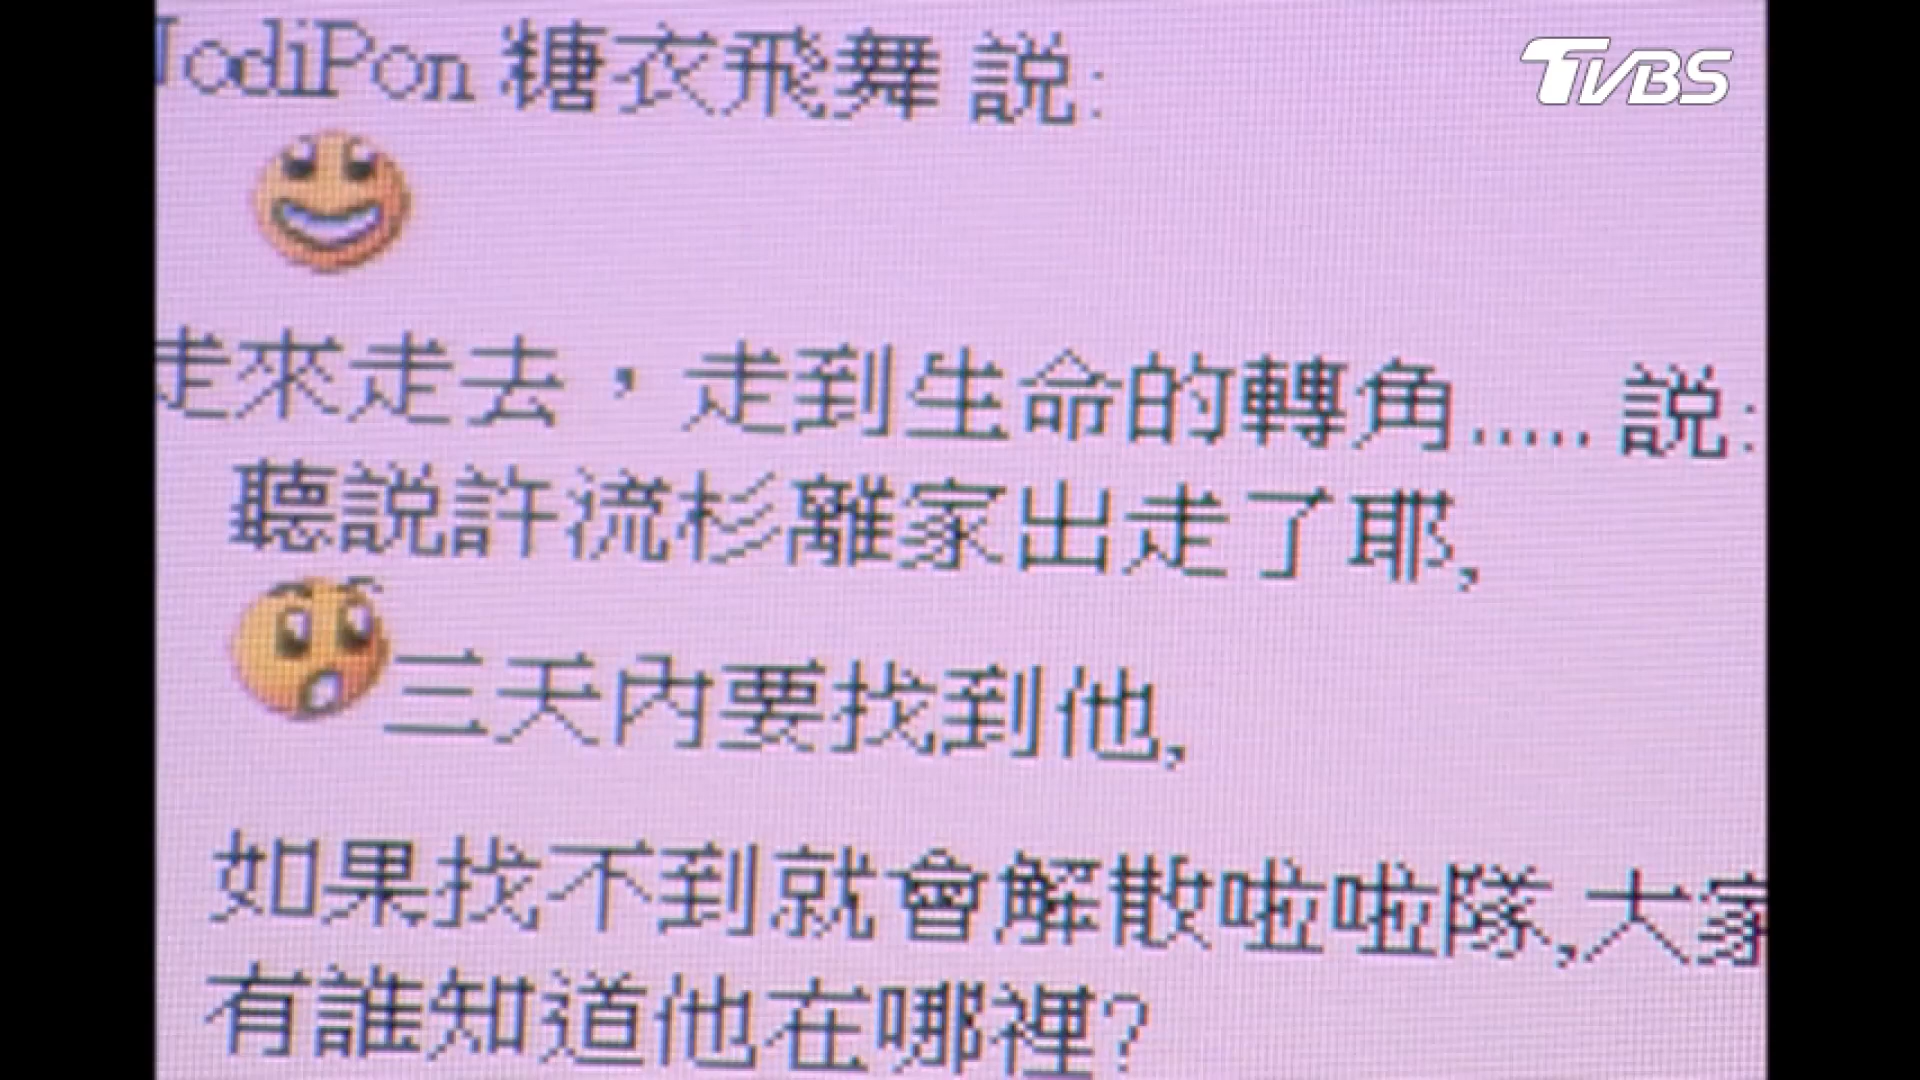 TVBS
JodiPon 糖衣飛舞 說:
走來走去，走到生命的轉角..... 說:
聽說許流杉離家出走了耶,
三天內要找到他,
如果找不到就會解散啦啦隊,大家
有誰知道他在哪裡?